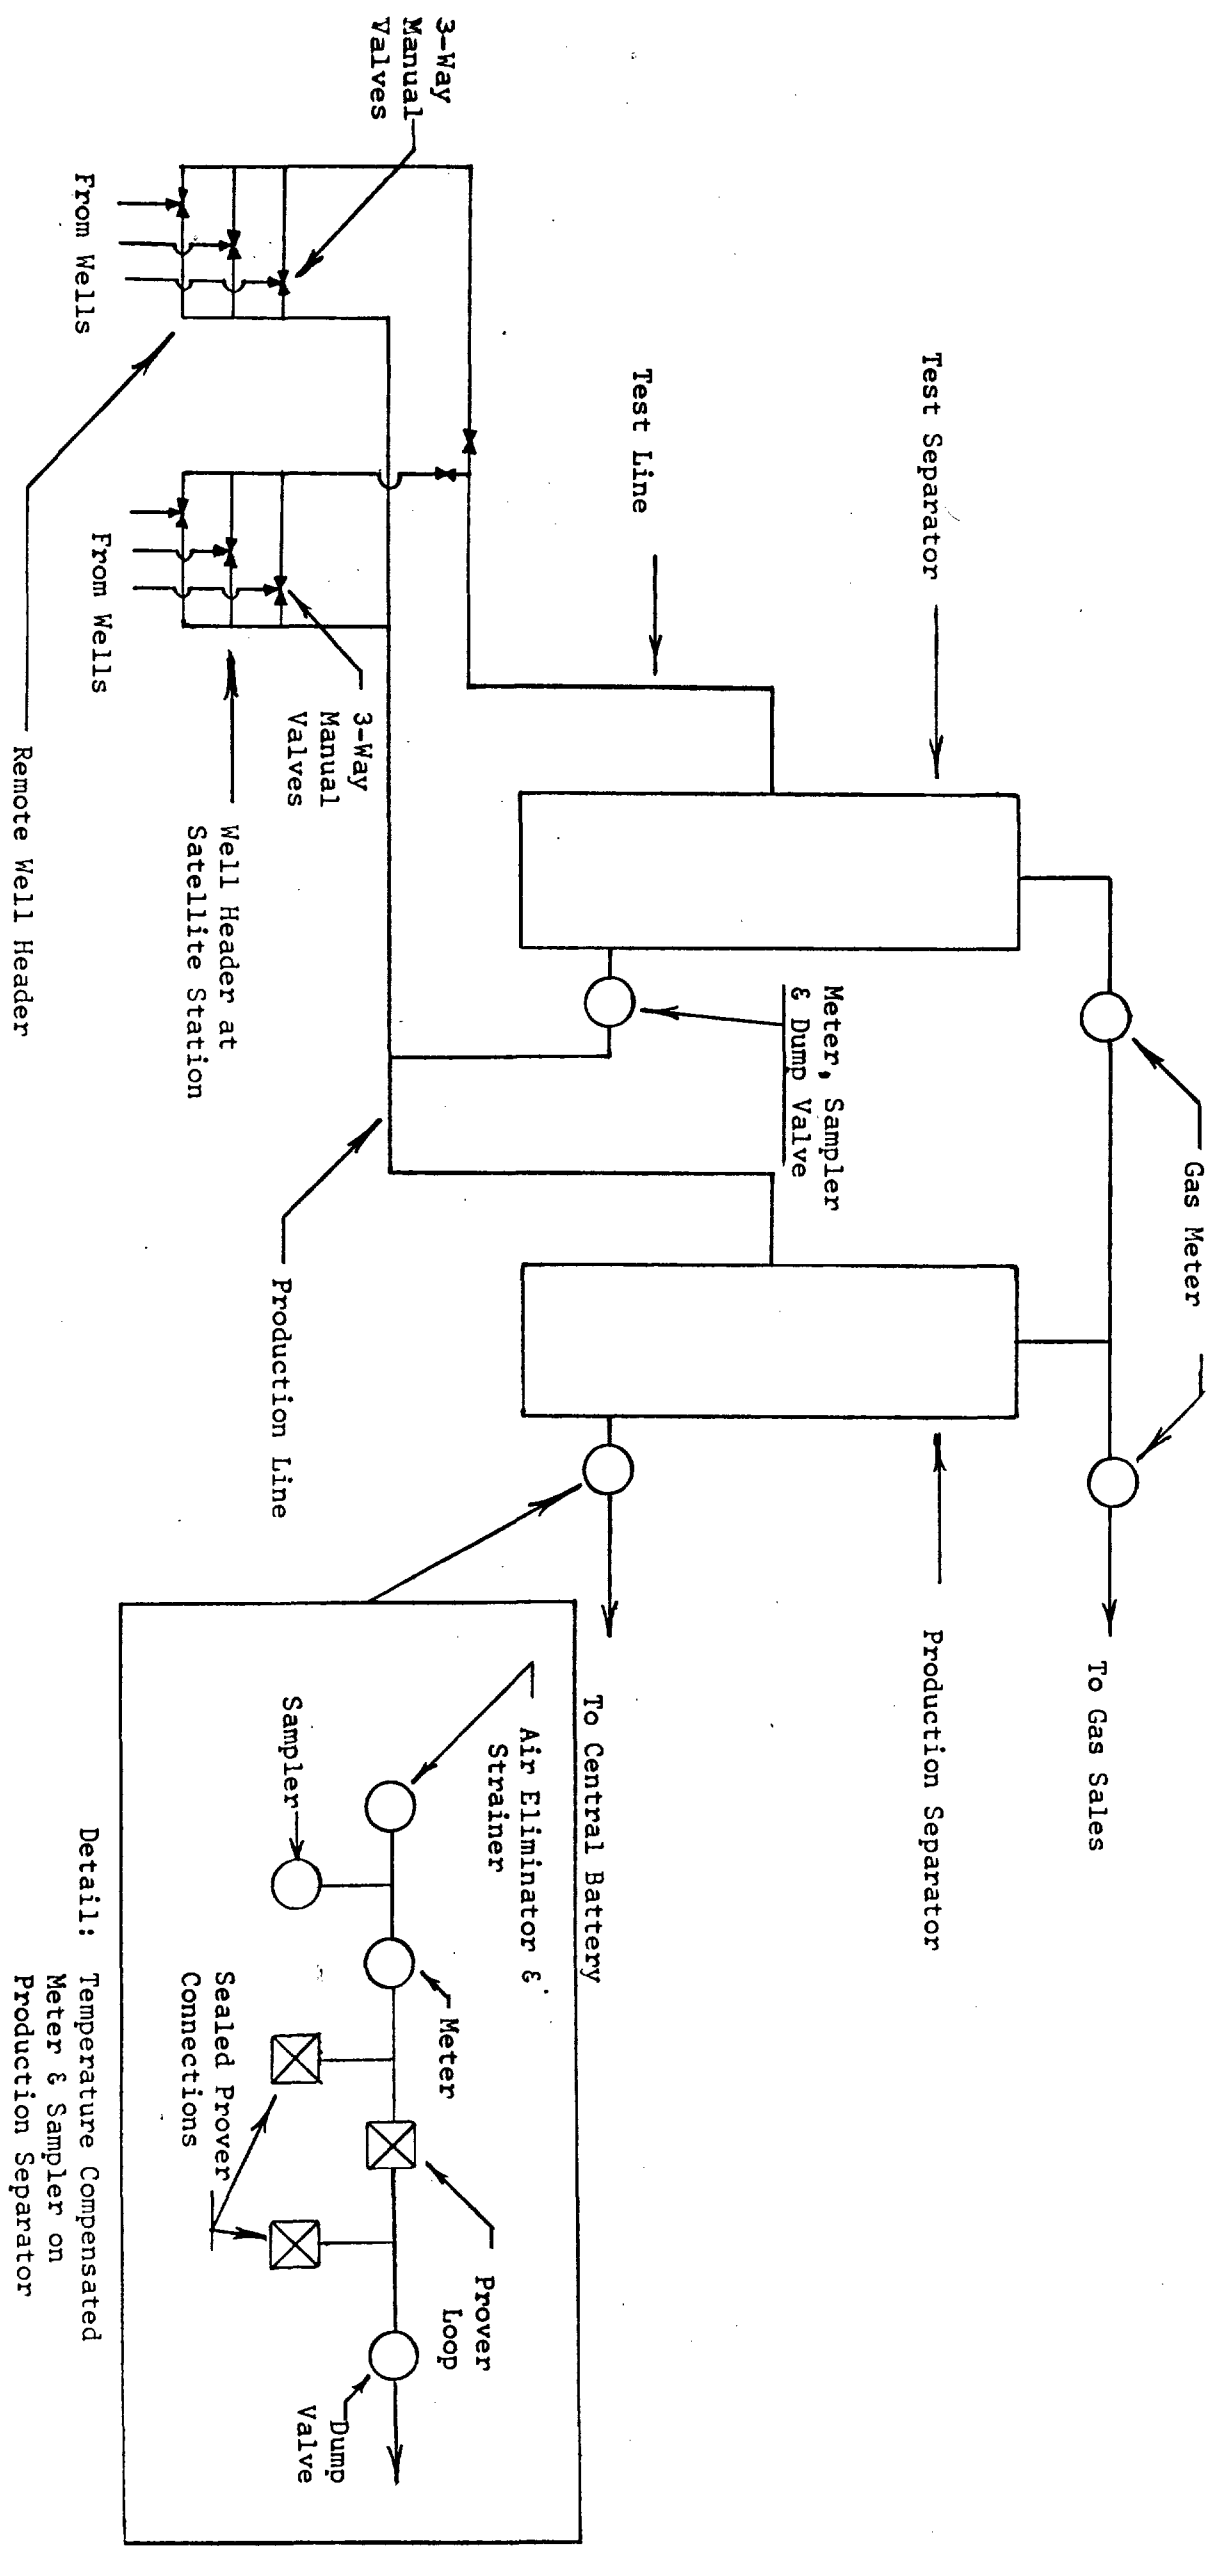 Gas Meter
To Gas Sales
Test Separator
Production Separator
Meter, Sampler
& Dump Valve
Test Line
To Central Battery
3-Way
Manual
Valves
3-Way
Manual
Valves
From Wells
From Wells
Well Header at
Satellite Station
Remote Well Header
Production Line
Air Eliminator &
Strainer
Meter
Prover
Loop
Sampler
Dump
Valve
Sealed Prover
Connections
Detail: Temperature Compensated
Meter & Sampler on
Production Separator